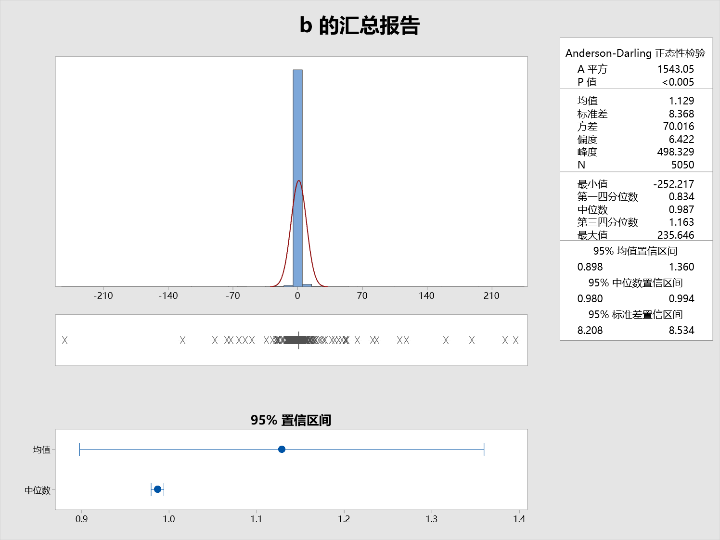 b 的汇总报告
Anderson-Darling 正态性检验
A 平方 1543.05
P 值 <0.005
均值 1.129
标准差 8.368
方差 70.016
偏度 6.422
峰度 498.329
N 5050
最小值 -252.217
第一四分位数 0.834
中位数 0.987
第三四分位数 1.163
最大值 235.646
95% 均值置信区间
0.898 1.360
95% 中位数置信区间
0.980 0.994
95% 标准差置信区间
8.208 8.534
-210 -140 -70 0 70 140 210
95% 置信区间
均值
中位数
0.9 1.0 1.1 1.2 1.3 1.4